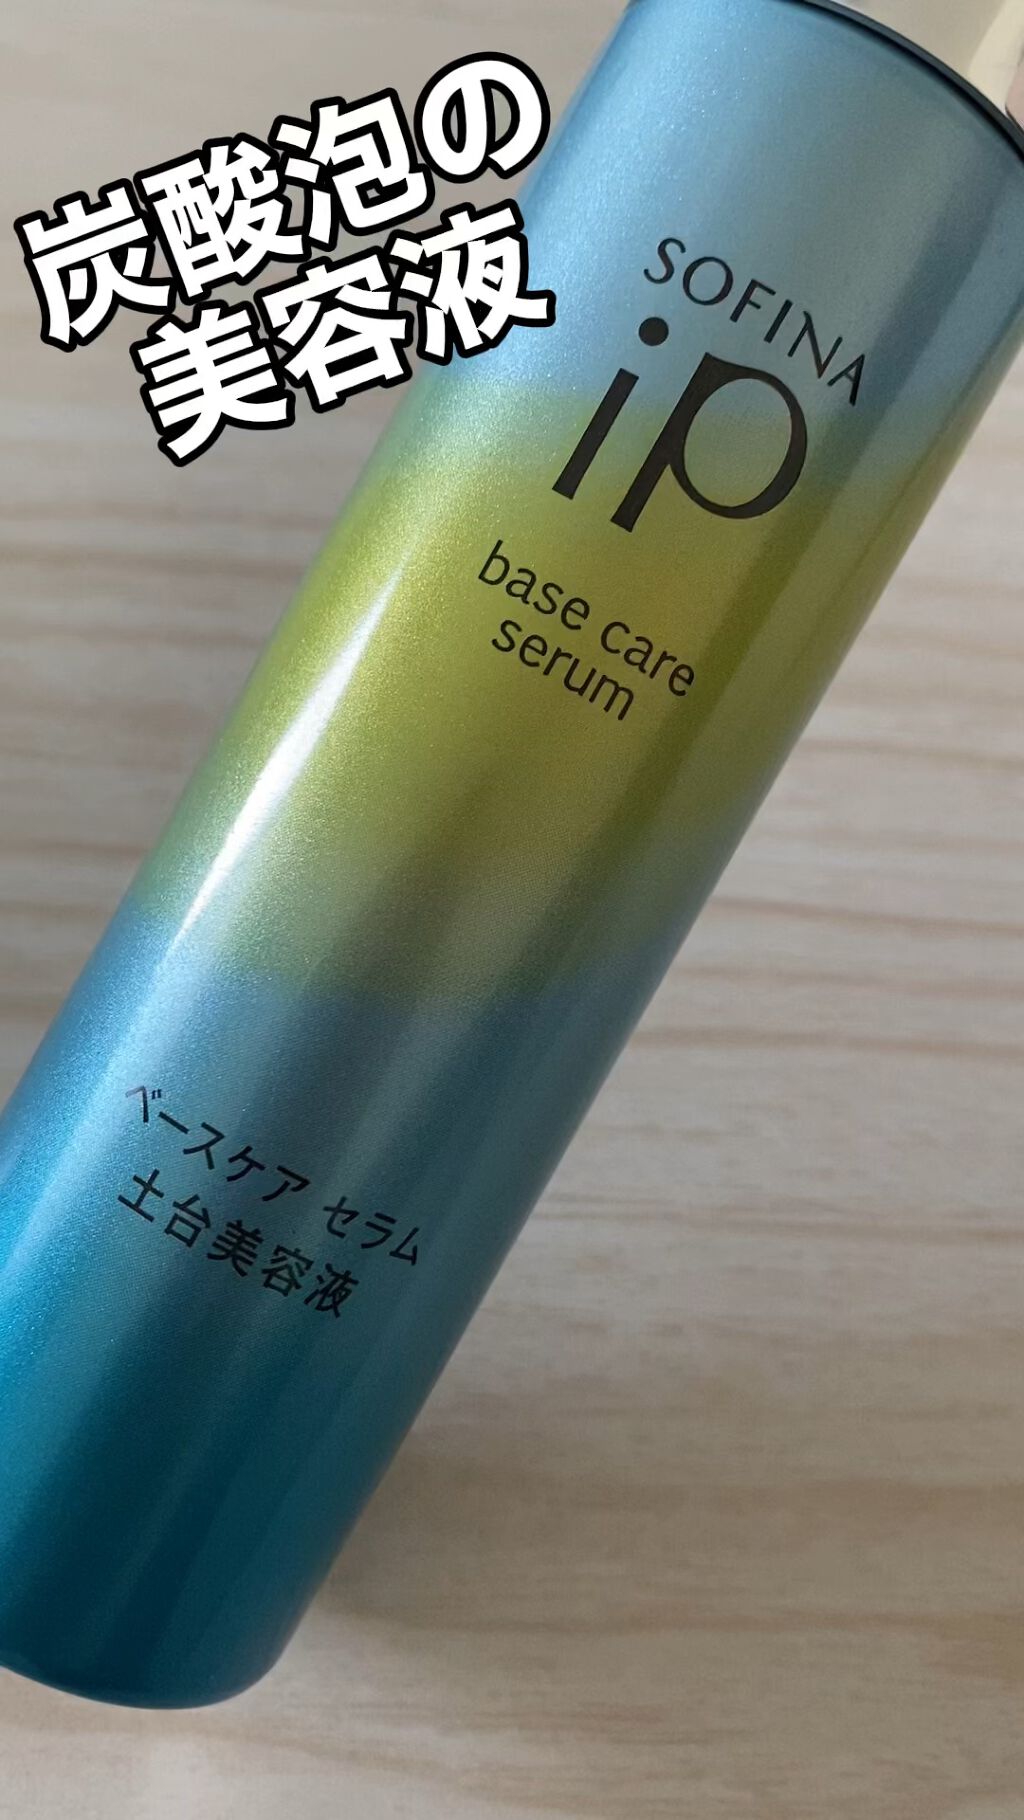 炭酸泡の
美容液
SOFINA
ip
base care
serum
ベースケア セラム
土台美容液